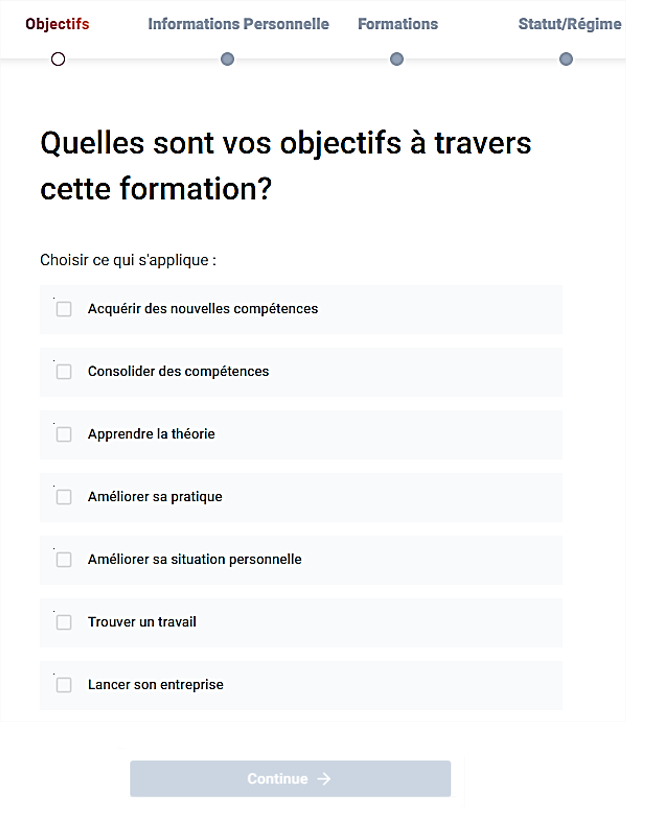 Objectifs Informations Personnelle Formations Statut/Régime
Quelles sont vos objectifs à travers
cette formation?
Choisir ce qui s'applique :
Acquérir des nouvelles compétences
Consolider des compétences
Apprendre la théorie
Améliorer sa pratique
Améliorer sa situation personnelle
Trouver un travail
Lancer son entreprise
Continue →